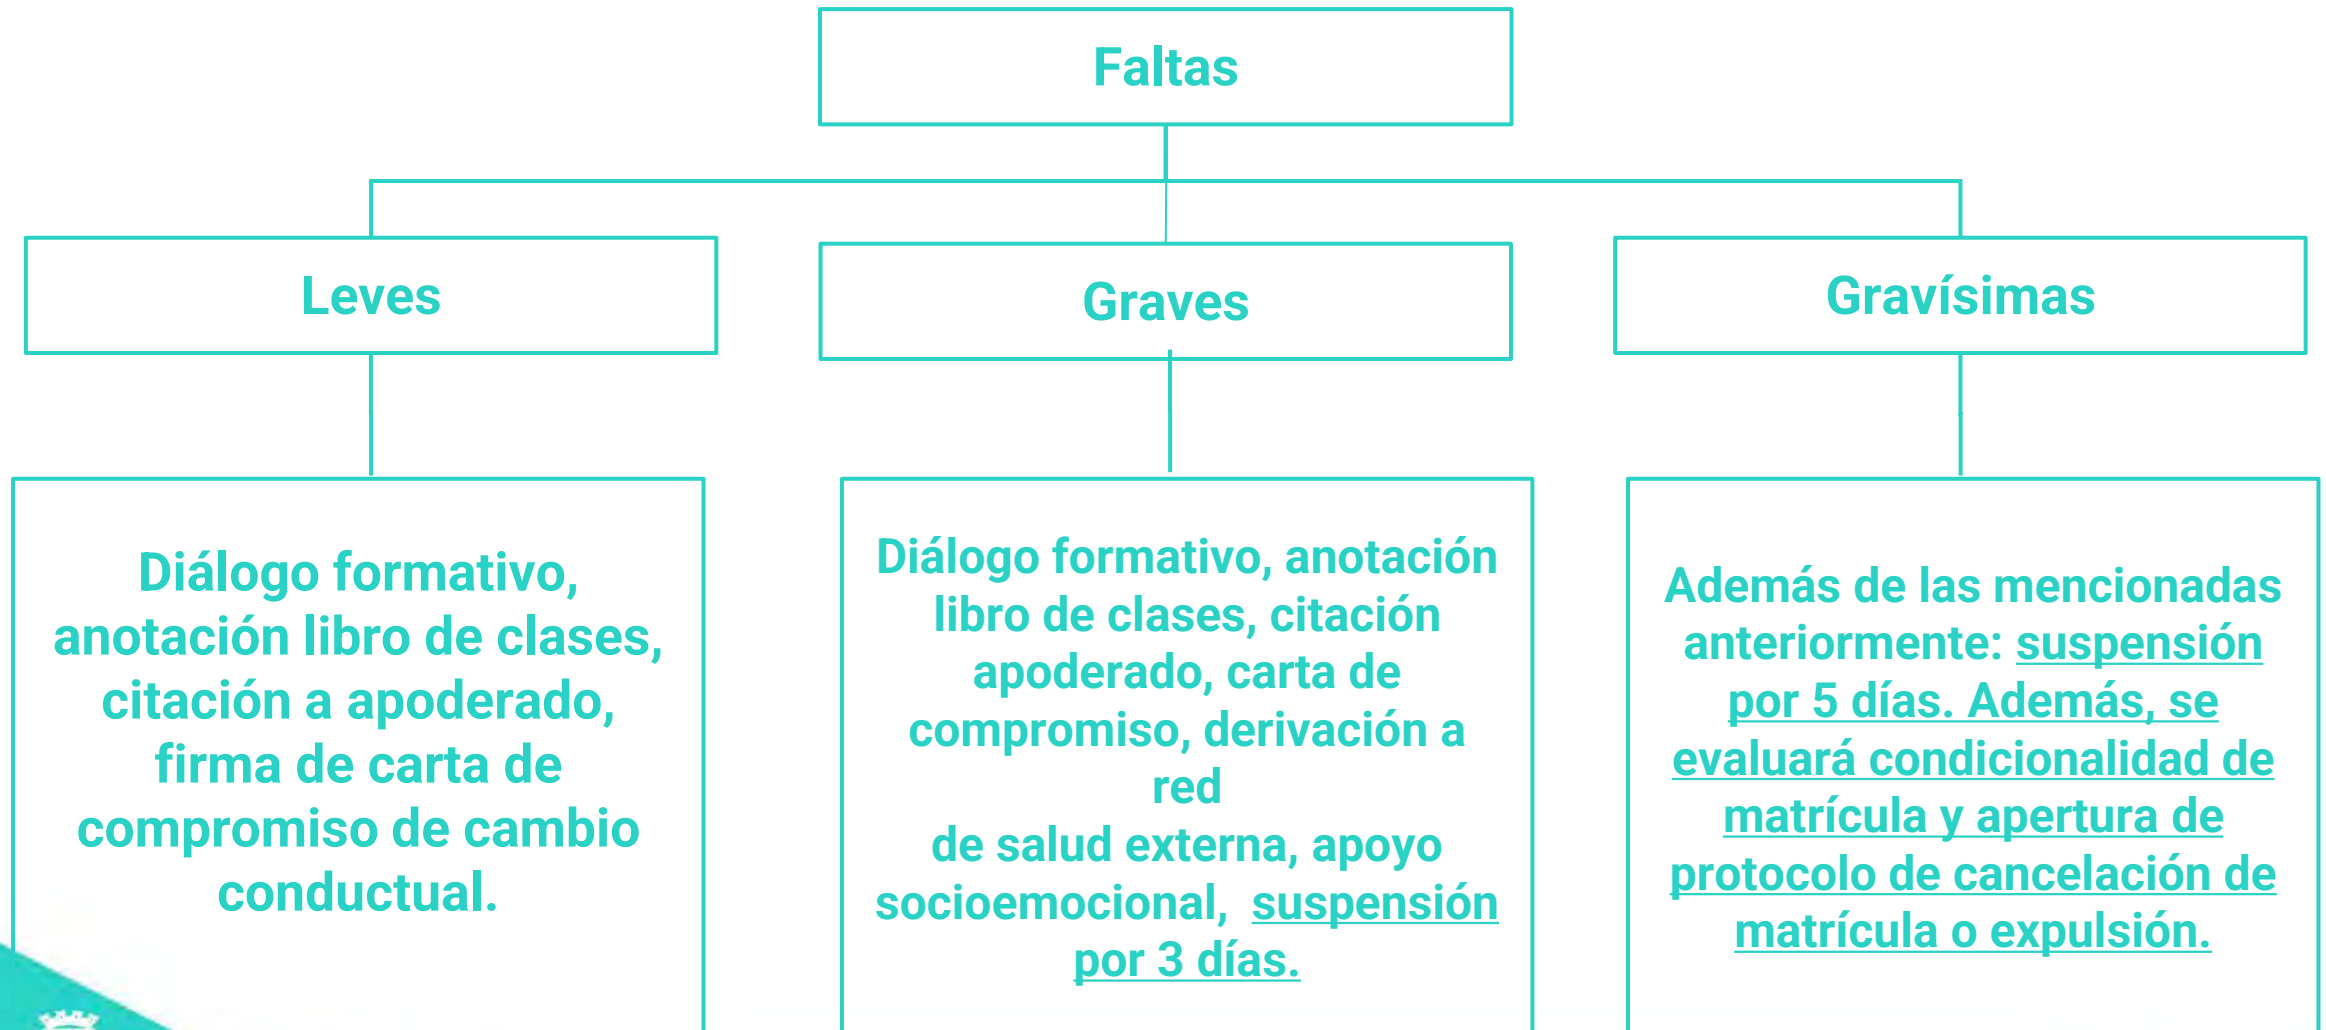 Faltas
Leves
Graves
Gravísimas
Diálogo formativo,
anotación libro de clases,
citación a apoderado,
firma de carta de
compromiso de cambio
conductual.
Diálogo formativo, anotación
libro de clases, citación
apoderado, carta de
compromiso, derivación a
red
de salud externa, apoyo
socioemocional, suspensión
por 3 días.
Además de las mencionadas
anteriormente: suspensión
por 5 días. Además, se
evaluará condicionalidad de
matrícula y apertura de
protocolo de cancelación de
matrícula o expulsión.